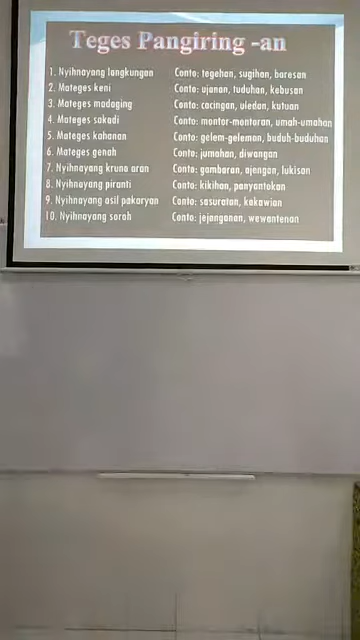 Teges Pangiring -an
1. Nyihnayang langkungan Conto: tegehan, sugihan, baresan
2. Mateges keni Conto: ujanan, tuduhan, kebusan
3. Mateges madaging Conto: cacingan, uledan, kutuan
4. Mateges sakadi Conto: montor-montoran, umah-umahan
5. Mateges kahanan Conto: gelem-geleman, buduh-buduhan
6. Mateges genah Conto: jumahan, diwangan
7. Nyihnayang kruna aran Conto: gambaran, ajengan, lukisan
8. Nyihnayang piranti Conto: kikihan, panyantokan
9. Nyihnayang asil pakaryan Conto: sasuratan, kakawian
10. Nyihnayang soroh Conto: jejanganan, wewantenan